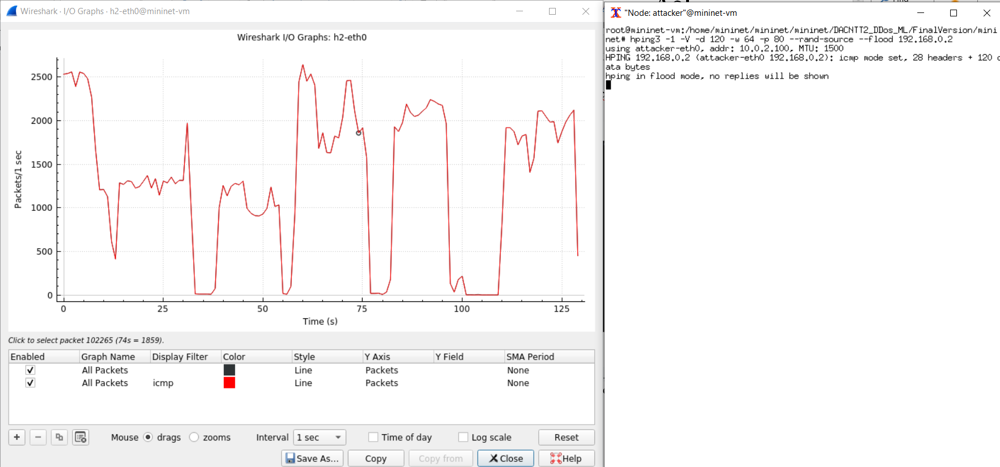 Wireshark · I/O Graphs · h2-eth0@mininet-vm
Wireshark I/O Graphs: h2-eth0
Packets/1 sec
2500
2000
1500
1000
500
0
0 25 50 75 100 125
Time (s)
Click to select packet 102265 (74s = 1859).
Enabled Graph Name Display Filter Color Style Y Axis Y Field SMA Period
All Packets Line Packets None
All Packets icmp Line Packets None
+ − Mouse drags zooms Interval 1 sec Time of day Log scale Reset
Save As... Copy Copy from Close Help
"Node: attacker"@mininet-vm
root@mininet-vm:/home/mininet/mininet/mininet/DACNTT2_DDos_ML/FinalVersion/mini
net# hping3 -1 -V -d 120 -w 64 -p 80 --rand-source --flood 192.168.0.2
using attacker-eth0, addr: 10.0.2.100, MTU: 1500
HPING 192.168.0.2 (attacker-eth0 192.168.0.2): icmp mode set, 28 headers + 120 d
ata bytes
hping in flood mode, no replies will be shown